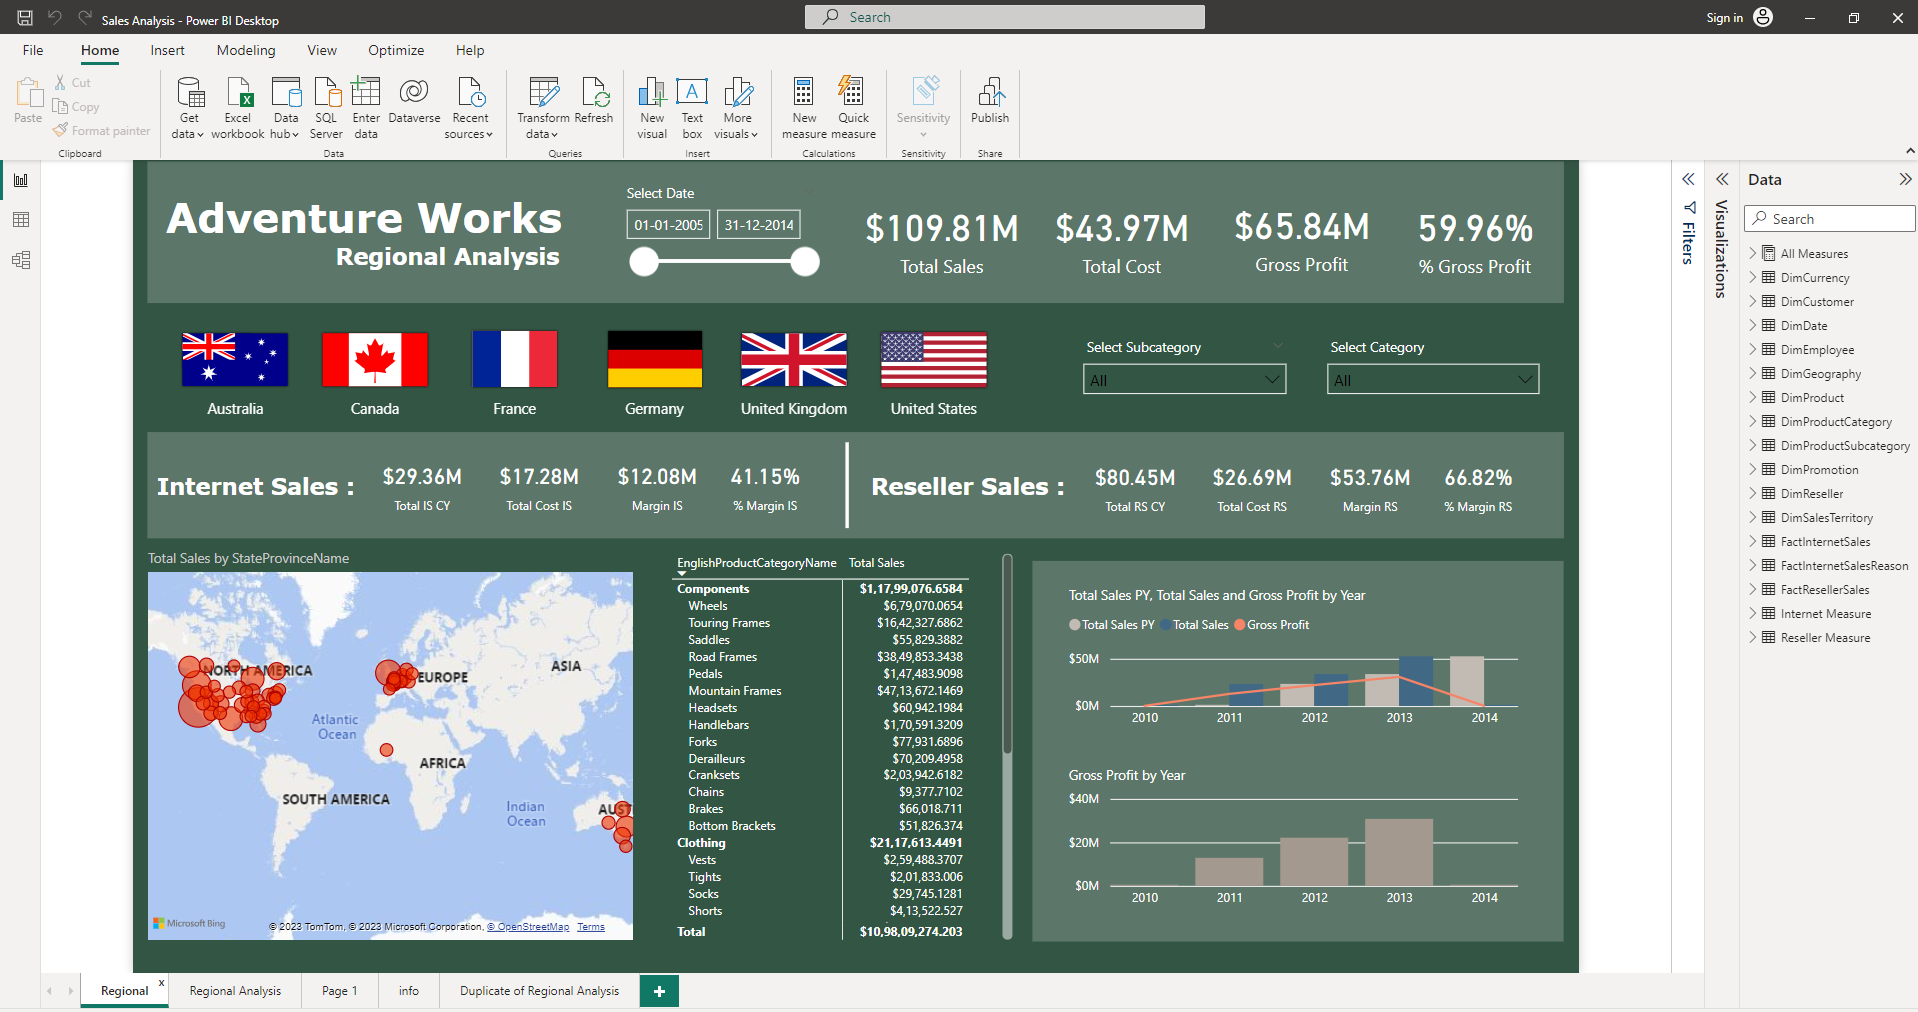 Sales Analysis - Power BI Desktop
Search
Sign in
File Home Insert Modeling View Optimize Help
Paste
Cut
Copy
Format painter
Clipboard
Get data
Excel workbook
Data hub
SQL Server
Enter data
Dataverse
Recent sources
Data
Transform data
Refresh
Queries
New visual
Text box
More visuals
Insert
New measure
Quick measure
Calculations
Sensitivity
Sensitivity
Publish
Share
Adventure Works
Regional Analysis
Select Date
01-01-2005 31-12-2014
$109.81M
Total Sales
$43.97M
Total Cost
$65.84M
Gross Profit
59.96%
% Gross Profit
Australia
Canada
France
Germany
United Kingdom
United States
Select Subcategory
All
Select Category
All
Internet Sales :
$29.36M
Total IS CY
$17.28M
Total Cost IS
$12.08M
Margin IS
41.15%
% Margin IS
Reseller Sales :
$80.45M
Total RS CY
$26.69M
Total Cost RS
$53.76M
Margin RS
66.82%
% Margin RS
Total Sales by StateProvinceName
NORTH AMERICA
EUROPE
ASIA
Atlantic
Ocean
AFRICA
SOUTH AMERICA
Indian
Ocean
AUST
Microsoft Bing
© 2023 TomTom, © 2023 Microsoft Corporation, © OpenStreetMap Terms
EnglishProductCategoryName Total Sales
Components $1,17,99,076.6584
Wheels $6,79,070.0654
Touring Frames $16,42,327.6862
Saddles $55,829.3882
Road Frames $38,49,853.3438
Pedals $1,47,483.9098
Mountain Frames $47,13,672.1469
Headsets $60,942.1984
Handlebars $1,70,591.3209
Forks $77,931.6896
Derailleurs $70,209.4958
Cranksets $2,03,942.6182
Chains $9,377.7102
Brakes $66,018.711
Bottom Brackets $51,826.374
Clothing $21,17,613.4491
Vests $2,59,488.3707
Tights $2,01,833.006
Socks $29,745.1281
Shorts $4,13,522.527
Total $10,98,09,274.203
Total Sales PY, Total Sales and Gross Profit by Year
Total Sales PY Total Sales Gross Profit
$50M
$0M
2010 2011 2012 2013 2014
Gross Profit by Year
$40M
$20M
$0M
2010 2011 2012 2013 2014
Filters
Visualizations
Data
Search
All Measures
DimCurrency
DimCustomer
DimDate
DimEmployee
DimGeography
DimProduct
DimProductCategory
DimProductSubcategory
DimPromotion
DimReseller
DimSalesTerritory
FactInternetSales
FactInternetSalesReason
FactResellerSales
Internet Measure
Reseller Measure
Regional x
Regional Analysis
Page 1
info
Duplicate of Regional Analysis
+